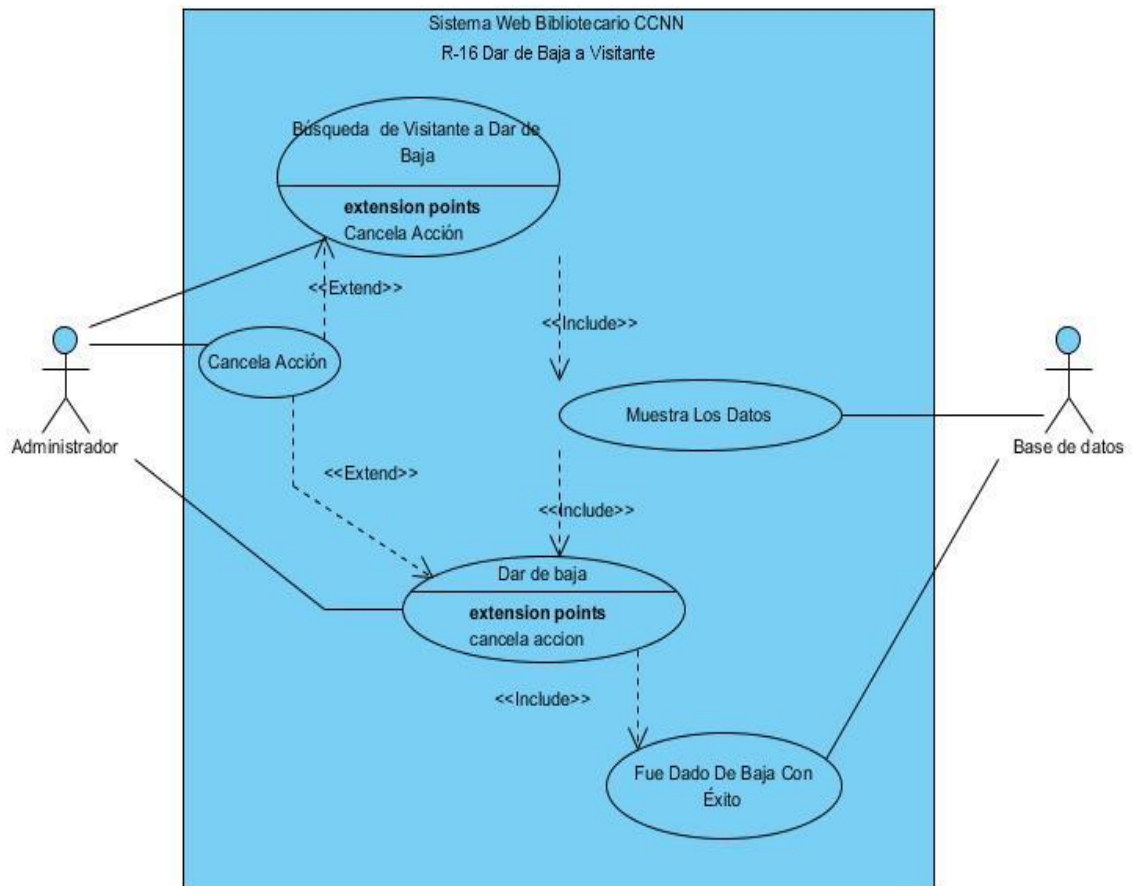 Sistema Web Bibliotecario CCNN
R-16 Dar de Baja a Visitante
Búsqueda de Visitante a Dar de
Baja
extension points
Cancela Acción
<<Extend>>
<<Include>>
Cancela Acción
Muestra Los Datos
Administrador
Base de datos
<<Extend>>
<<Include>>
Dar de baja
extension points
cancela accion
<<Include>>
Fue Dado De Baja Con
Éxito